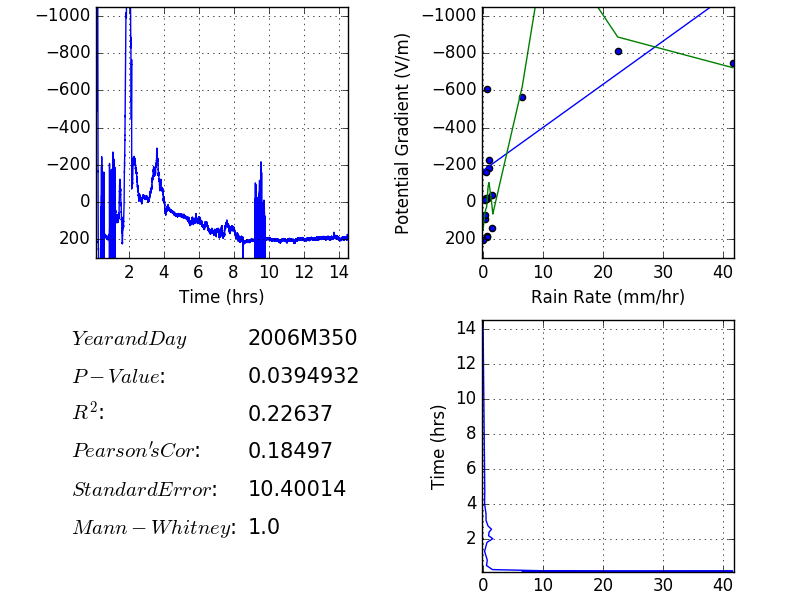 −1000
−800
−600
−400
−200
0
200
2 4 6 8 10 12 14
Time (hrs)
Potential Gradient (V/m)
−1000
−800
−600
−400
−200
0
200
0 10 20 30 40
Rain Rate (mm/hr)
YearandDay 2006M350
P−Value: 0.0394932
R²: 0.22637
Pearson'sCor: 0.18497
StandardError: 10.40014
Mann−Whitney: 1.0
Time (hrs)
14
12
10
8
6
4
2
0 10 20 30 40